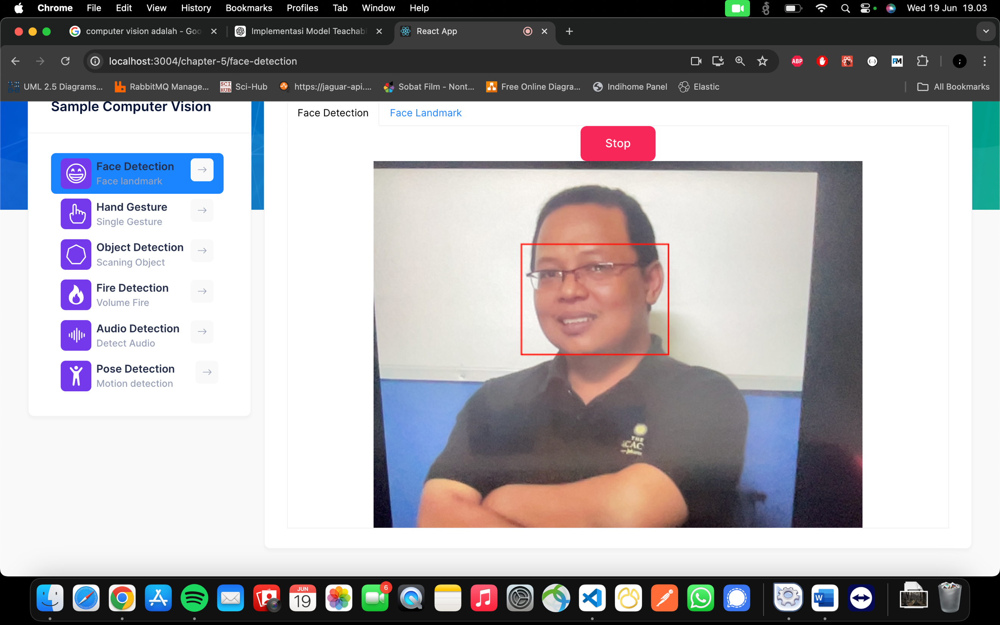 Chrome File Edit View History Bookmarks Profiles Tab Window Help Wed 19 Jun 19.03
computer vision adalah - Goo
Implementasi Model Teachabl
React App
localhost:3004/chapter-5/face-detection
ABP
PM
;
UML 2.5 Diagrams...
RabbitMQ Manage...
SCI HUB
Sci-Hub
https://jaguar-api....
Sobat Film - Nont...
Free Online Diagra...
Indihome Panel
Elastic
All Bookmarks
Sample Computer Vision
Face Detection
Face landmark
Hand Gesture
Single Gesture
Object Detection
Scaning Object
Fire Detection
Volume Fire
Audio Detection
Detect Audio
Pose Detection
Motion detection
Face Detection
Face Landmark
Stop
THE
CAC
JUN
19
6
W